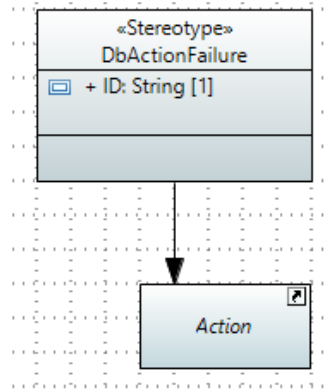 «Stereotype»
DbActionFailure
+ ID: String [1]
Action